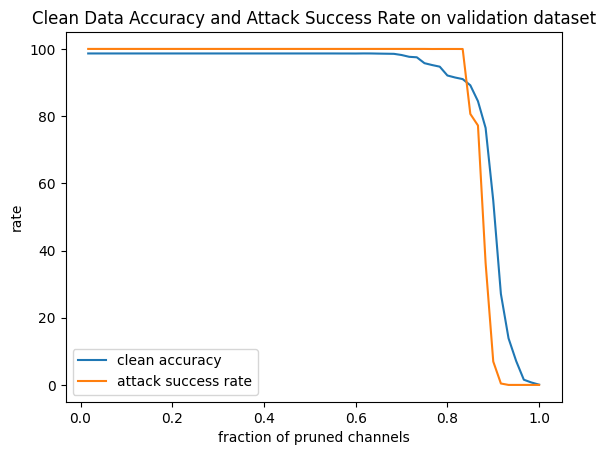 Clean Data Accuracy and Attack Success Rate on validation dataset
100
80
60
40
20
0
rate
clean accuracy
attack success rate
0.0 0.2 0.4 0.6 0.8 1.0
fraction of pruned channels